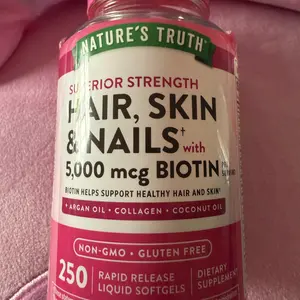 NATURE'S TRUTH
SUPERIOR STRENGTH
HAIR, SKIN
& NAILS† with
5,000 mcg BIOTIN
BIOTIN HELPS SUPPORT HEALTHY HAIR AND SKIN†
+ ARGAN OIL • COLLAGEN • COCONUT OIL
NON-GMO • GLUTEN FREE
250 RAPID RELEASE LIQUID SOFTGELS
DIETARY SUPPLEMENT